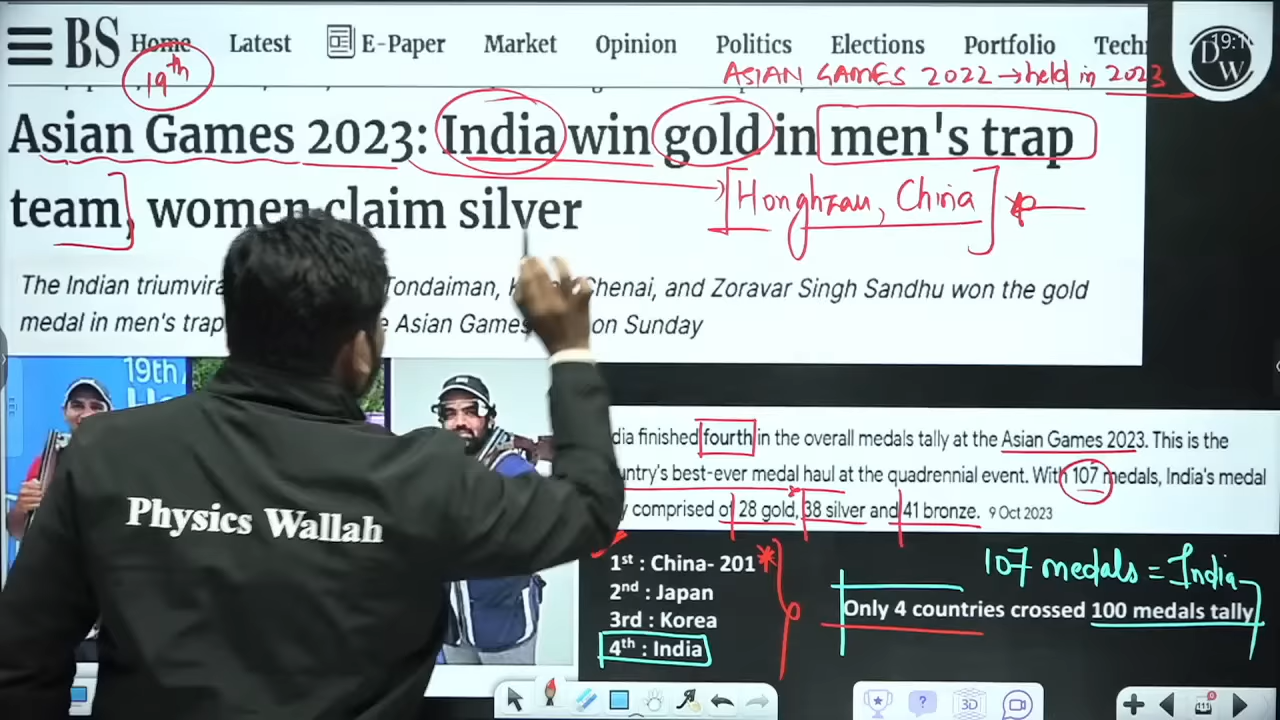 BS Home Latest E-Paper Market Opinion Politics Elections Portfolio Tech
19:1
DW
19th
ASIAN GAMES 2022 → held in 2023
Asian Games 2023: India win gold in men's trap
team, women claim silver
[Honghzau, China]
The Indian Tondaiman, Chenai, and Zoravar Singh Sandhu won the gold
medal in men's trap Asian Games on Sunday
19th
dia finished fourth in the overall medals tally at the Asian Games 2023. This is the
untry's best-ever medal haul at the quadrennial event. With 107 medals, India's medal
y comprised of 28 gold, 38 silver and 41 bronze. 9 Oct 2023
1st : China- 201*
2nd : Japan
3rd : Korea
4th : India
107 medals = India
Only 4 countries crossed 100 medals tally
Physics Wallah
3D